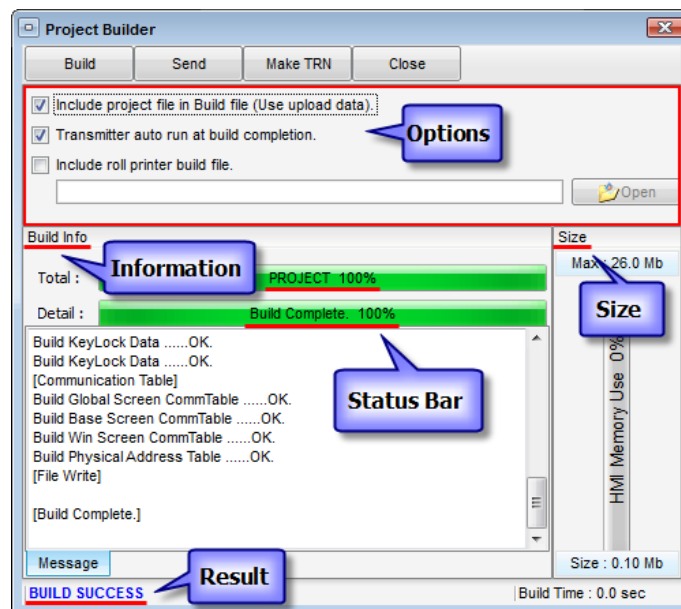 Project Builder
Build Send Make TRN Close
Include project file in Build file (Use upload data).
Transmitter auto run at build completion.
Options
Include roll printer build file.
Open
Build Info
Size
Information
Max : 26.0 Mb
Total : PROJECT 100%
Detail : Build Complete. 100%
Size
Build KeyLock Data ......OK.
Build KeyLock Data ......OK.
[Communication Table]
Build Global Screen CommTable ......OK.
Build Base Screen CommTable ......OK.
Build Win Screen CommTable ......OK.
Build Physical Address Table ......OK.
[File Write]
[Build Complete.]
Status Bar
HMI Memory Use 0%
Message
Result
Size : 0.10 Mb
BUILD SUCCESS
Build Time : 0.0 sec